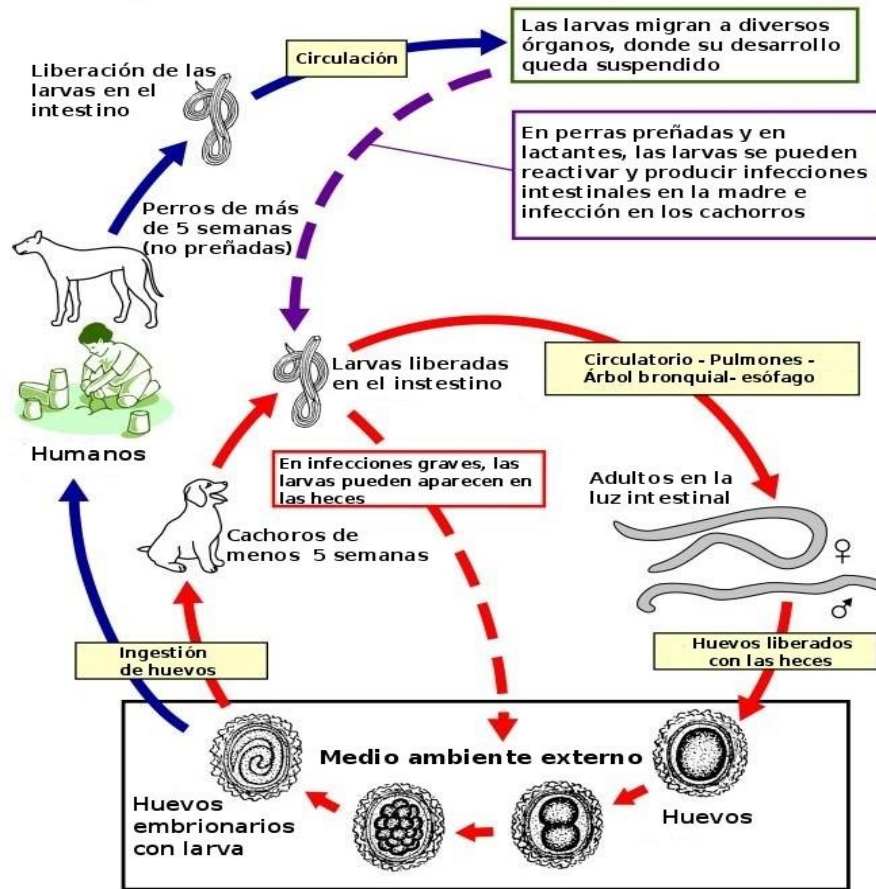 Las larvas migran a diversos
órganos, donde su desarrollo
queda suspendido
Circulación
Liberación de las
larvas en el
intestino
En perras preñadas y en
lactantes, las larvas se pueden
reactivar y producir infecciones
intestinales en la madre e
infección en los cachorros
Perros de más
de 5 semanas
(no preñadas)
Larvas liberadas
en el instestino
Circulatorio - Pulmones -
Árbol bronquial- esófago
Humanos
En infecciones graves, las
larvas pueden aparecen en
las heces
Adultos en la
luz intestinal
Cachoros de
menos 5 semanas
♀
♂
Ingestión
de huevos
Huevos liberados
con las heces
Medio ambiente externo
Huevos
embrionarios
con larva
Huevos